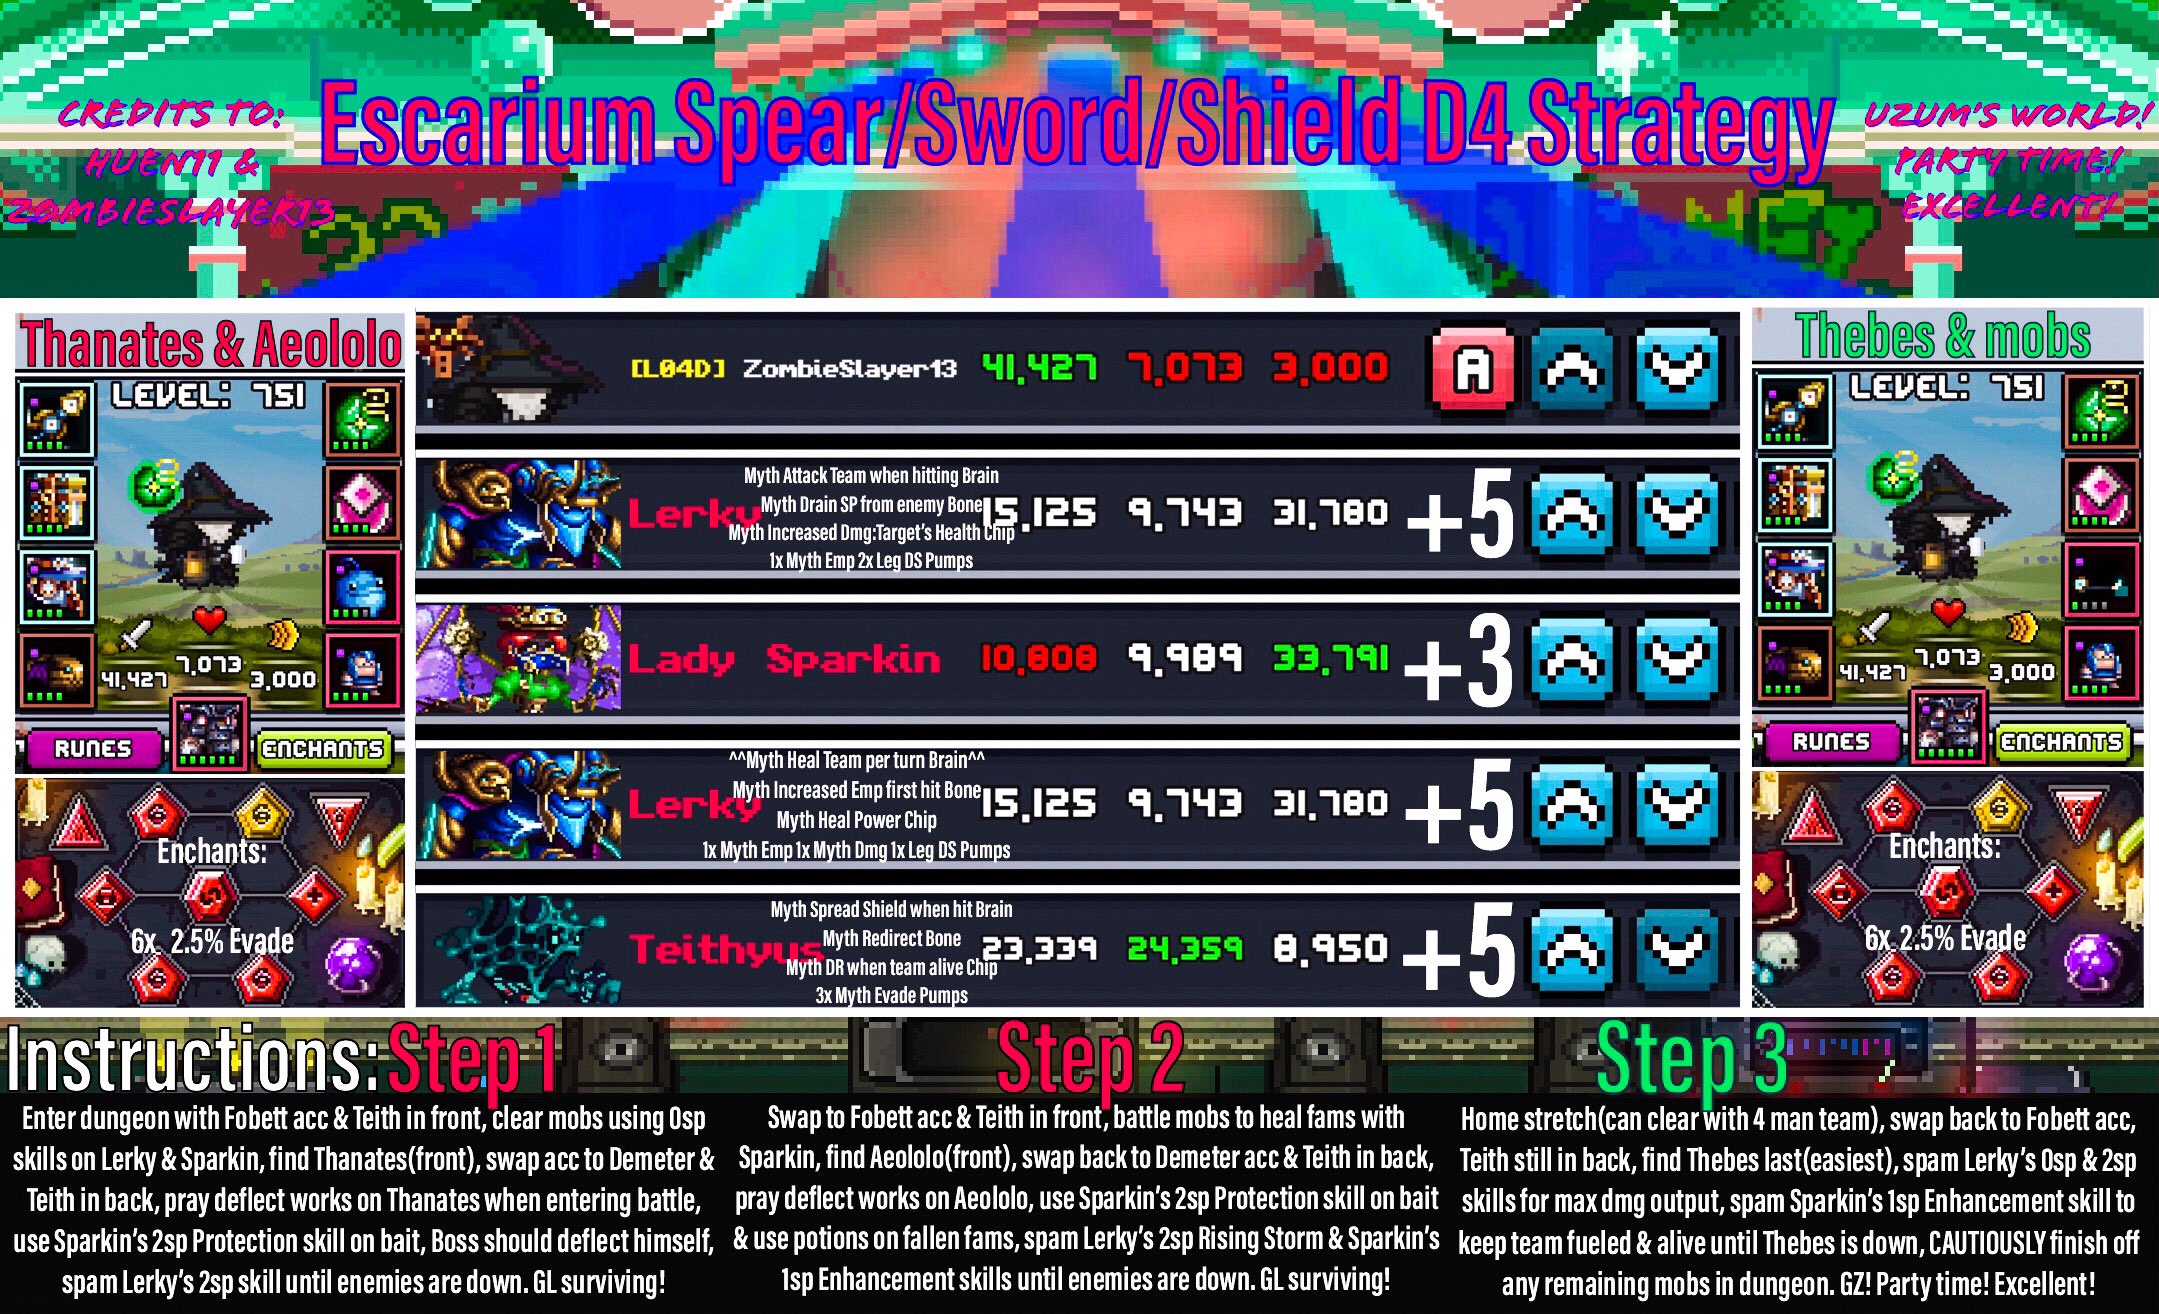 CREDITS TO:
HUEN11 &
ZOMBIESLAYER13
Escarium Spear/Sword/Shield D4 Strategy
UZUM'S WORLD!
PARTY TIME!
EXCELLENT!
Thanates & Aeololo
LEVEL: 751
41,427 7,073 3,000
RUNES
ENCHANTS
Enchants:
6x 2.5% Evade
[L04D] ZombieSlayer13 41,427 7,073 3,000 A
Myth Attack Team when hitting Brain
Myth Drain SP from enemy Bone
Lerky 15,125 9,743 31,780 +5
Myth Increased Dmg:Target's Health Chip
1x Myth Emp 2x Leg DS Pumps
Lady Sparkin 10,808 9,989 33,791 +3
^^Myth Heal Team per turn Brain^^
Myth Increased Emp first hit Bone
Lerky 15,125 9,743 31,780 +5
Myth Heal Power Chip
1x Myth Emp 1x Myth Dmg 1x Leg DS Pumps
Myth Spread Shield when hit Brain
Myth Redirect Bone
Teithyus 23,339 24,359 8,950 +5
Myth DR when team alive Chip
3x Myth Evade Pumps
Thebes & mobs
LEVEL: 751
41,427 7,073 3,000
RUNES
ENCHANTS
Enchants:
6x 2.5% Evade
Instructions: Step 1
Enter dungeon with Fobett acc & Teith in front, clear mobs using 0sp
skills on Lerky & Sparkin, find Thanates(front), swap acc to Demeter &
Teith in back, pray deflect works on Thanates when entering battle,
use Sparkin's 2sp Protection skill on bait, Boss should deflect himself,
spam Lerky's 2sp skill until enemies are down. GL surviving!
Step 2
Swap to Fobett acc & Teith in front, battle mobs to heal fams with
Sparkin, find Aeololo(front), swap back to Demeter acc & Teith in back,
pray deflect works on Aeololo, use Sparkin's 2sp Protection skill on bait
& use potions on fallen fams, spam Lerky's 2sp Rising Storm & Sparkin's
1sp Enhancement skills until enemies are down. GL surviving!
Step 3
Home stretch(can clear with 4 man team), swap back to Fobett acc,
Teith still in back, find Thebes last(easiest), spam Lerky's 0sp & 2sp
skills for max dmg output, spam Sparkin's 1sp Enhancement skill to
keep team fueled & alive until Thebes is down, CAUTIOUSLY finish off
any remaining mobs in dungeon. GZ! Party time! Excellent!